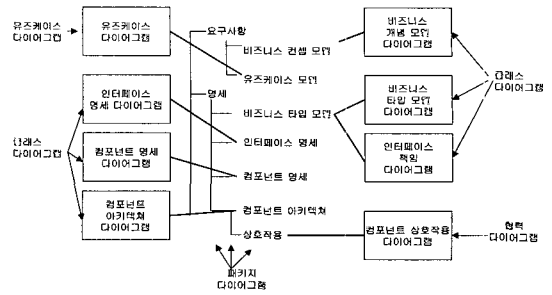 유즈케이스
다이어그램
유즈케이스
다이어그램
요구사항
비즈니스 컨셉 모델
유즈케이스 모델
비즈니스
개념 모델
다이어그램
인터페이스
명세 다이어그램
명세
비즈니스 타입 모델
비즈니스
타입 모델
다이어그램
클래스
다이어그램
클래스
다이어그램
컴포넌트 명세
다이어그램
인터페이스 명세
컴포넌트 명세
인터페이스
책임
다이어그램
컴포넌트
아키텍쳐
다이어그램
컴포넌트 아키텍쳐
상호작용
컴포넌트 상호작용
다이어그램
협력
다이어그램
패키지
다이어그램